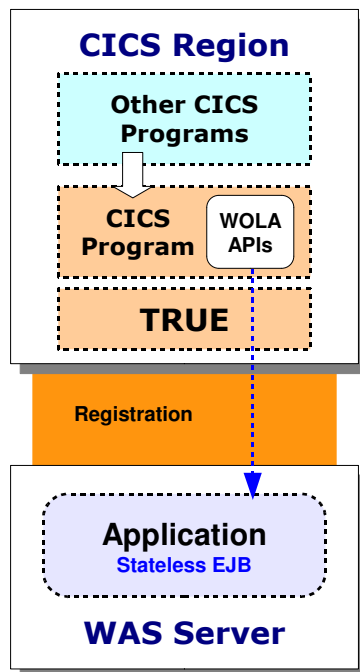 CICS Region
Other CICS
Programs
CICS
Program
WOLA
APIs
TRUE
Registration
Application
Stateless EJB
WAS Server